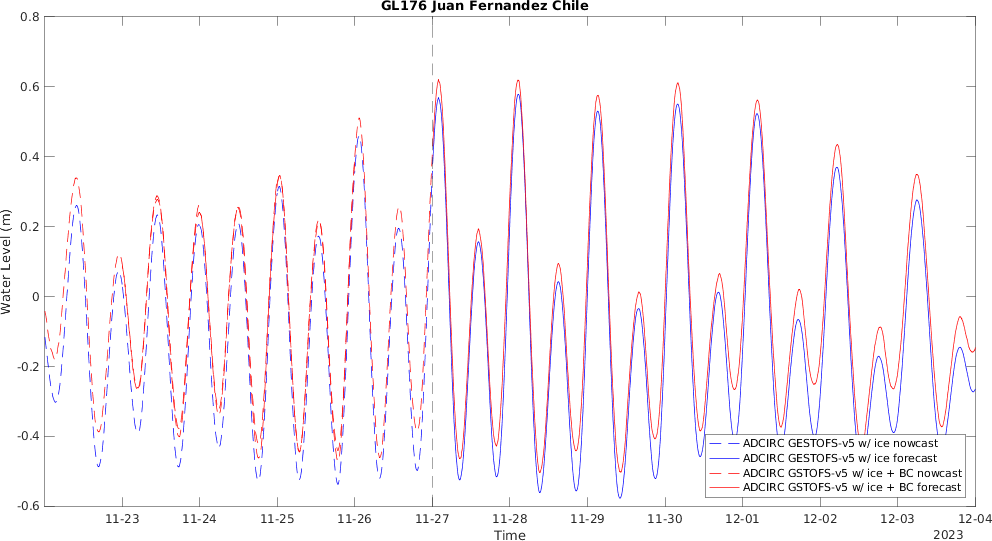 GL176 Juan Fernandez Chile
0.8
0.6
0.4
0.2
0
-0.2
-0.4
-0.6
Water Level (m)
ADCIRC GESTOFS-v5 w/ ice nowcast
ADCIRC GESTOFS-v5 w/ ice forecast
ADCIRC GSTOFS-v5 w/ ice + BC nowcast
ADCIRC GSTOFS-v5 w/ ice + BC forecast
11-23 11-24 11-25 11-26 11-27 11-28 11-29 11-30 12-01 12-02 12-03 12-04
Time
2023